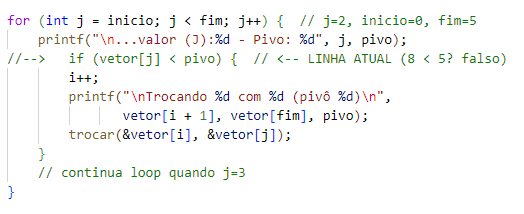 for (int j = inicio; j < fim; j++) {  // j=2, inicio=0, fim=5
    printf("\n...valor (J):%d - Pivo: %d", j, pivo);
//-->   if (vetor[j] < pivo) {  // <-- LINHA ATUAL (8 < 5? falso)
        i++;
        printf("\nTrocando %d com %d (pivô %d)\n",
               vetor[i + 1], vetor[fim], pivo);
        trocar(&vetor[i], &vetor[j]);
    }
    // continua loop quando j=3
}